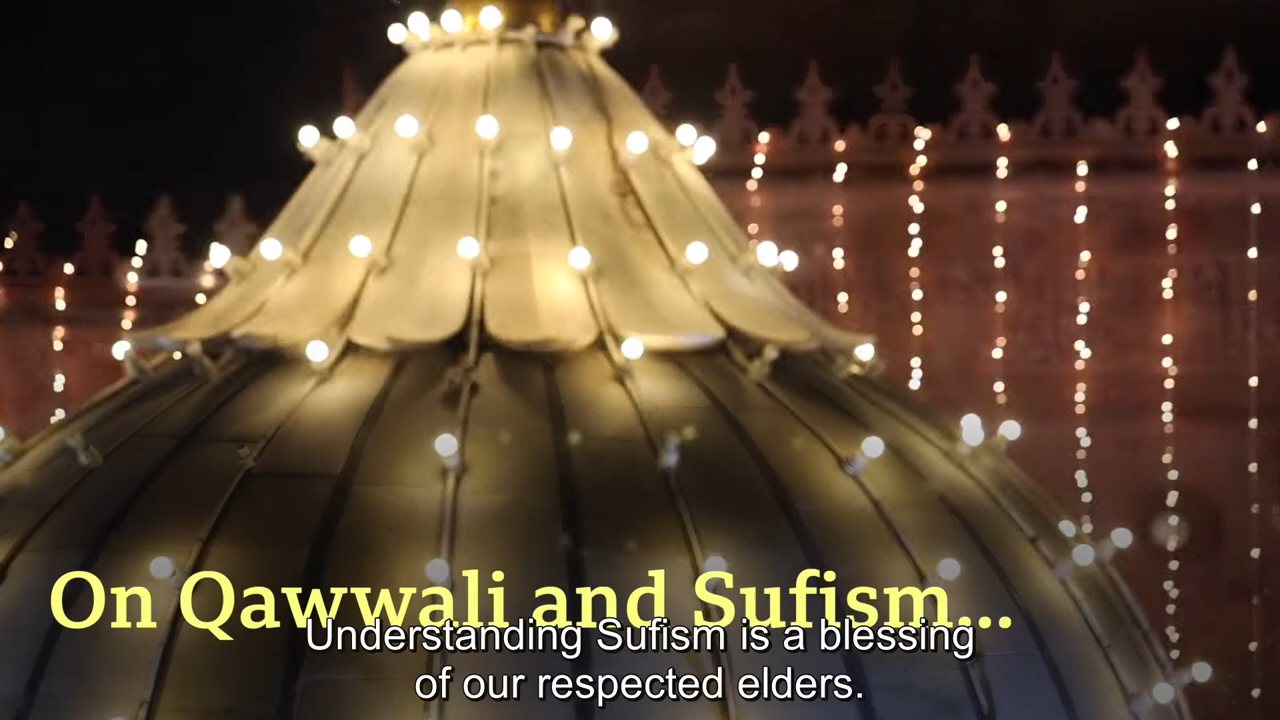 On Qawwali and Sufism...
Understanding Sufism is a blessing
of our respected elders.